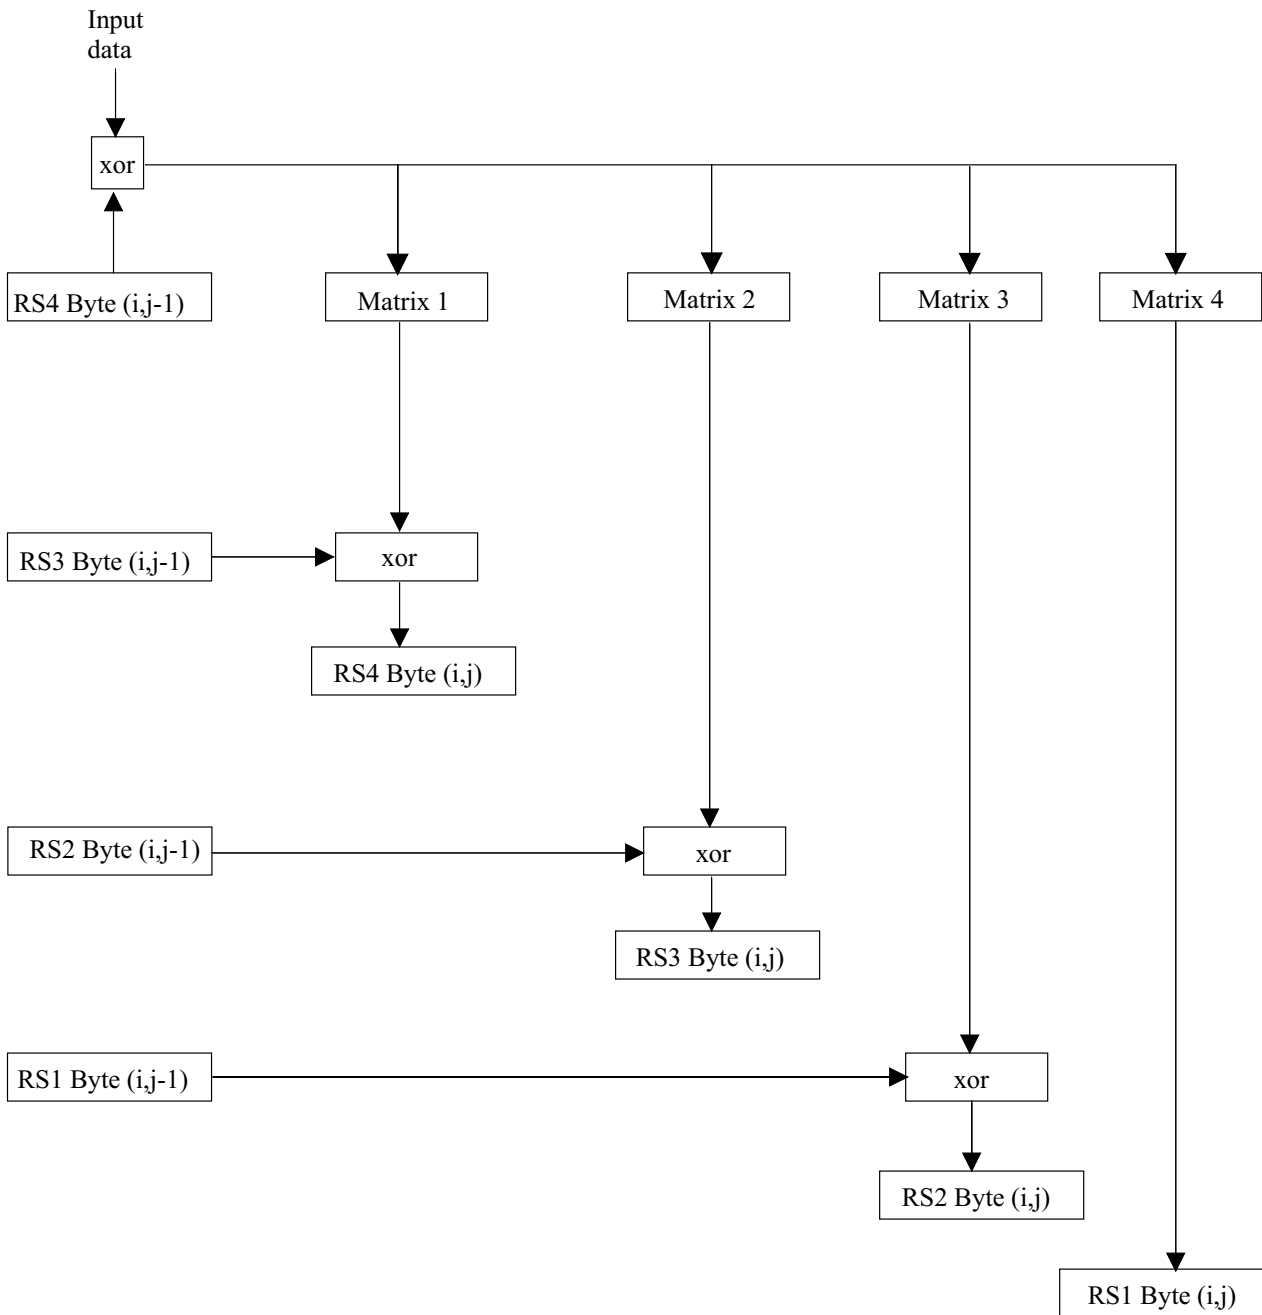 Input
data
xor
RS4 Byte (i,j-1)
Matrix 1
Matrix 2
Matrix 3
Matrix 4
RS3 Byte (i,j-1)
xor
RS4 Byte (i,j)
RS2 Byte (i,j-1)
xor
RS3 Byte (i,j)
RS1 Byte (i,j-1)
xor
RS2 Byte (i,j)
RS1 Byte (i,j)